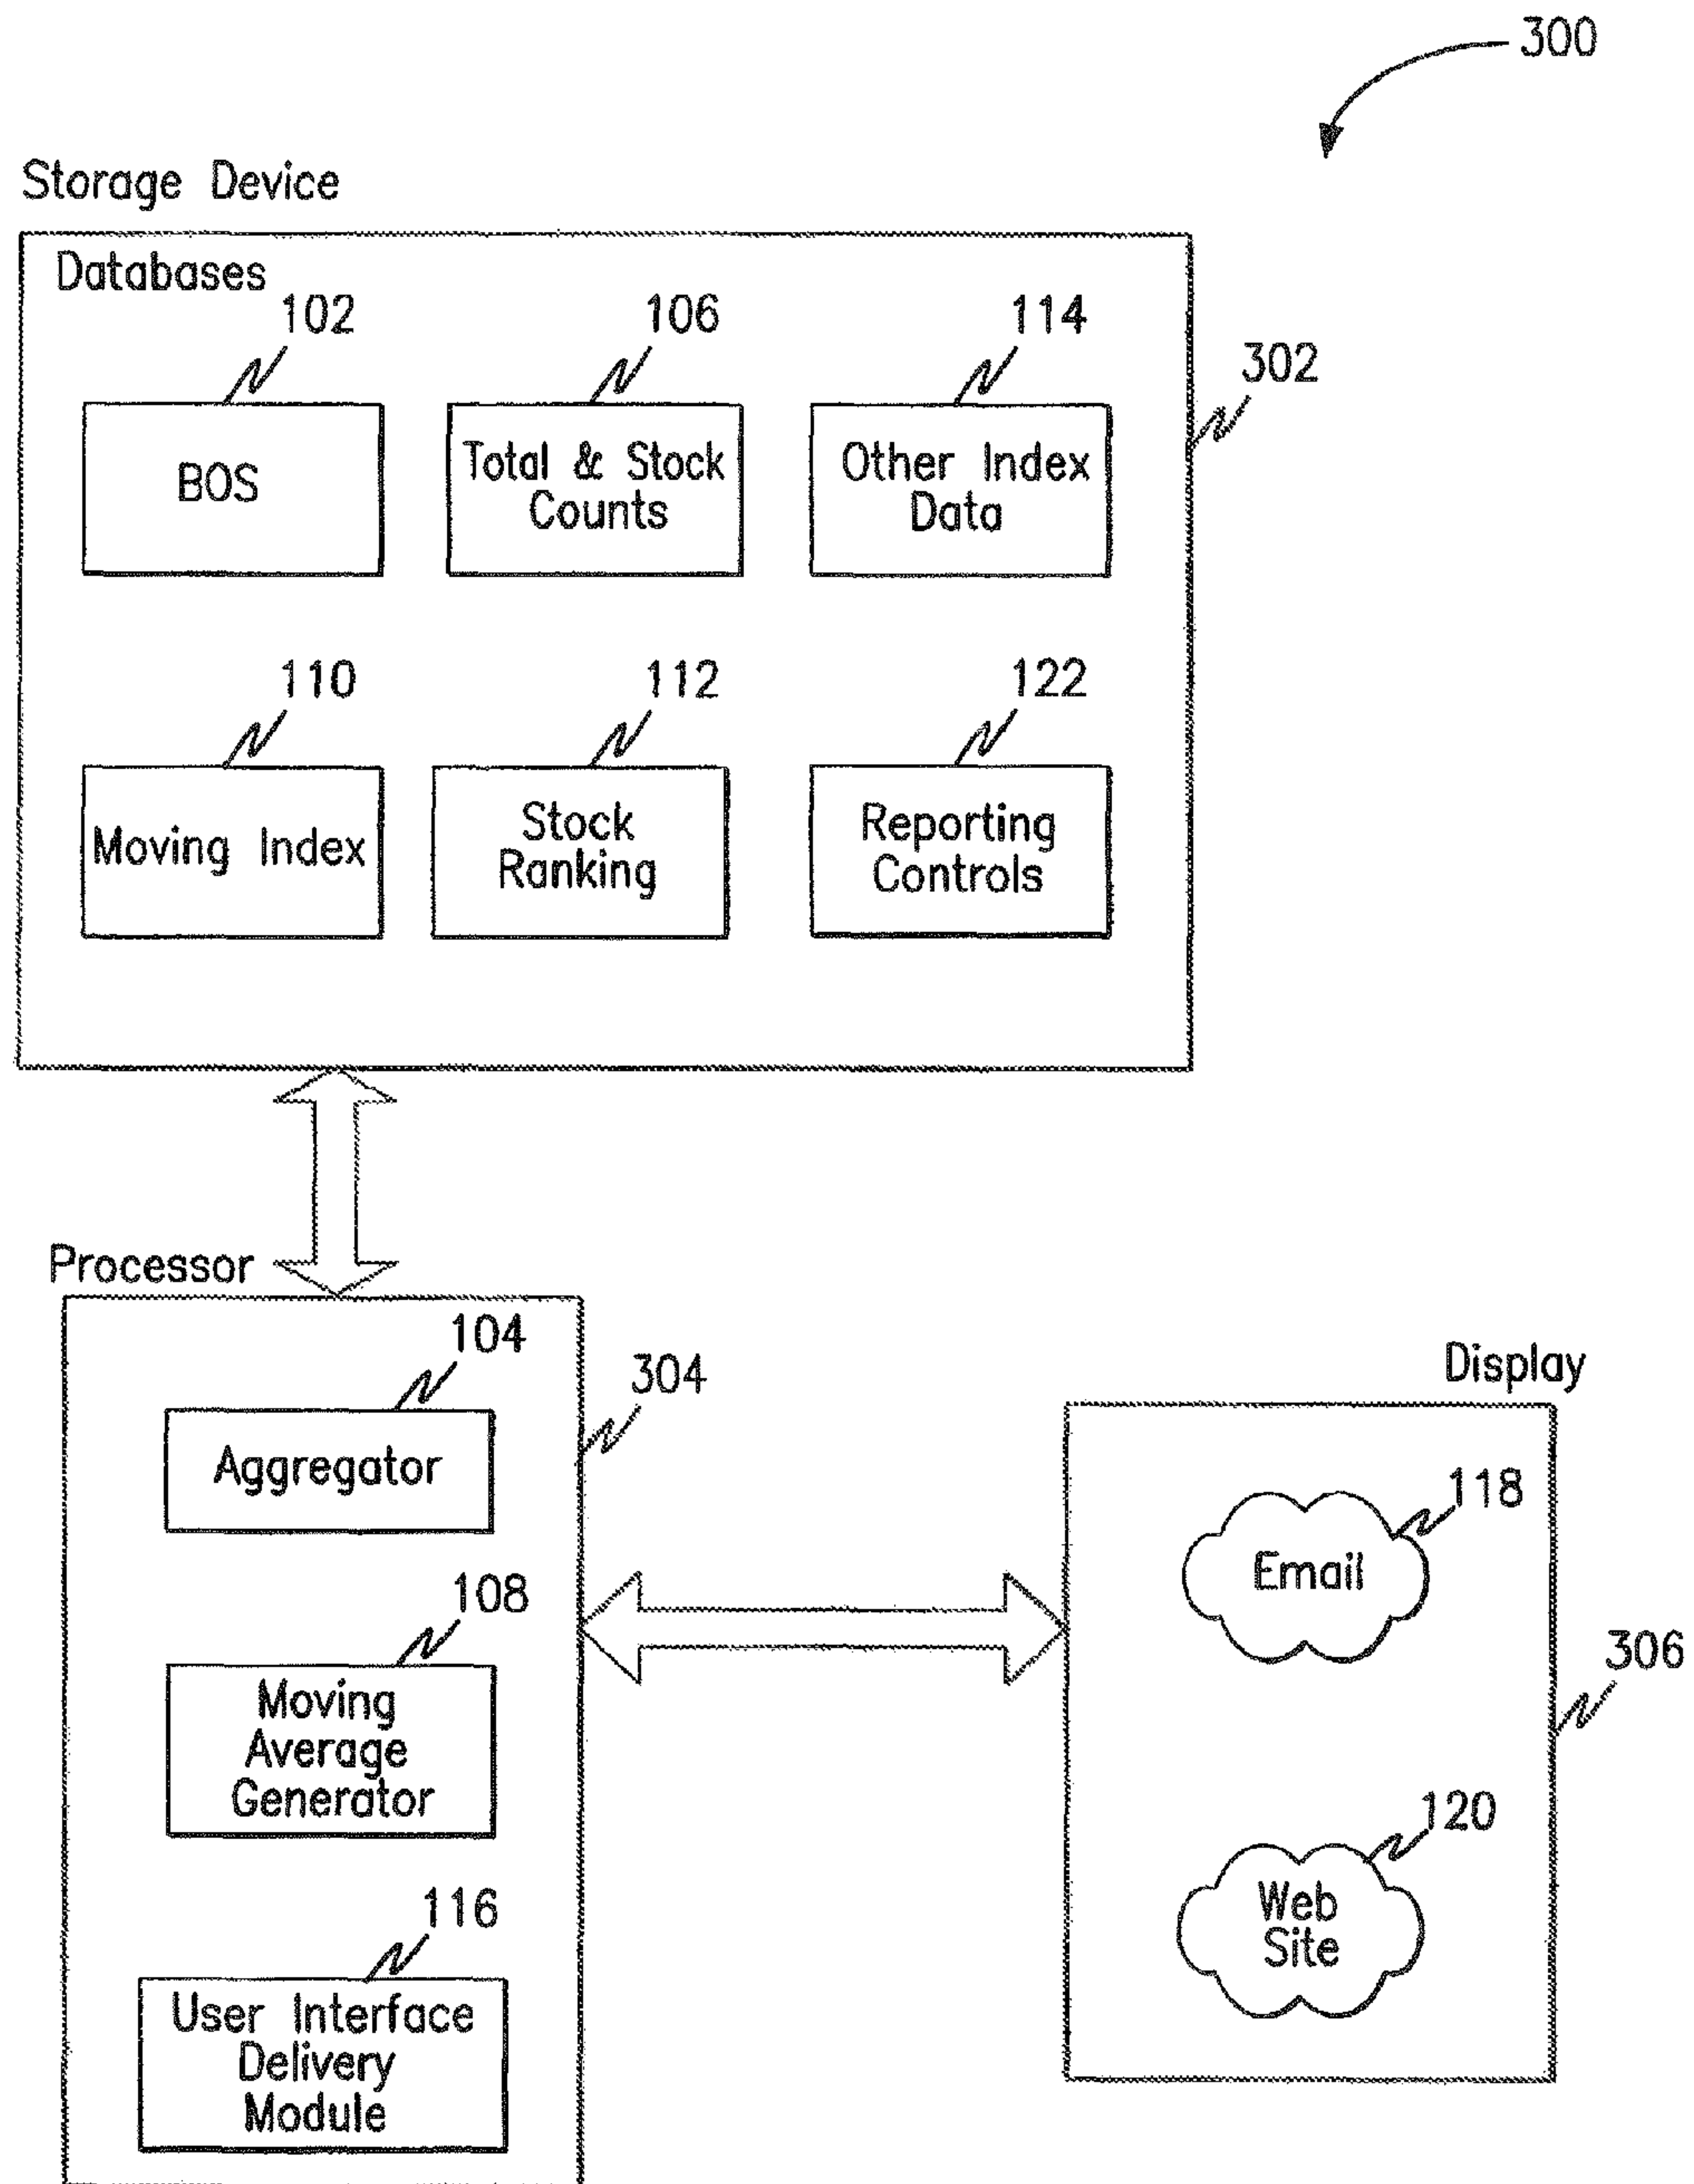 300
Storage Device
Databases
102
106
114
302
BOS
Total & Stock
Counts
Other Index
Data
110
112
122
Moving Index
Stock
Ranking
Reporting
Controls
Processor
104
304
Aggregator
Display
118
Email
108
Moving
Average
Generator
306
120
Web
Site
116
User Interface
Delivery
Module